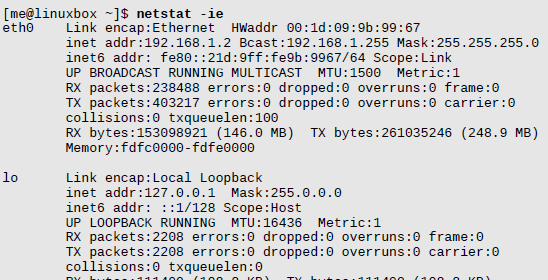 [me@linuxbox ~]$ netstat -ie
eth0 Link encap:Ethernet HWaddr 00:1d:09:9b:99:67
inet addr:192.168.1.2 Bcast:192.168.1.255 Mask:255.255.255.0
inet6 addr: fe80::21d:9ff:fe9b:9967/64 Scope:Link
UP BROADCAST RUNNING MULTICAST MTU:1500 Metric:1
RX packets:238488 errors:0 dropped:0 overruns:0 frame:0
TX packets:403217 errors:0 dropped:0 overruns:0 carrier:0
collisions:0 txqueuelen:100
RX bytes:153098921 (146.0 MB) TX bytes:261035246 (248.9 MB)
Memory:fdfc0000-fdfe0000
lo Link encap:Local Loopback
inet addr:127.0.0.1 Mask:255.0.0.0
inet6 addr: ::1/128 Scope:Host
UP LOOPBACK RUNNING MTU:16436 Metric:1
RX packets:2208 errors:0 dropped:0 overruns:0 frame:0
TX packets:2208 errors:0 dropped:0 overruns:0 carrier:0
collisions:0 txqueuelen:0